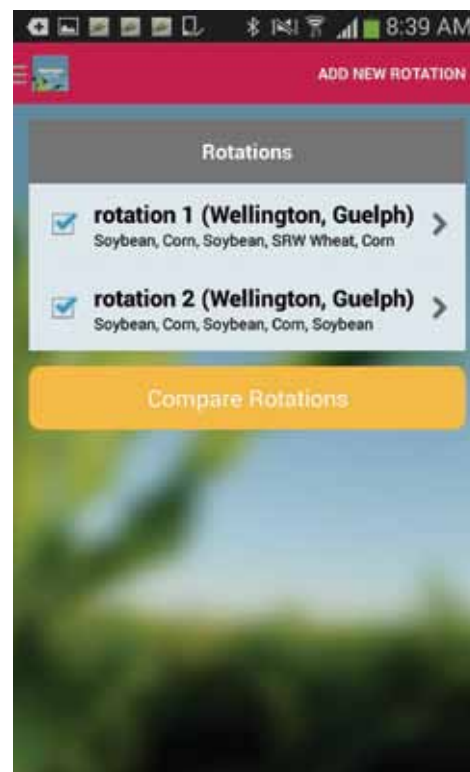 8:39 AM
ADD NEW ROTATION
Rotations
rotation 1 (Wellington, Guelph)
Soybean, Corn, Soybean, SRW Wheat, Corn
rotation 2 (Wellington, Guelph)
Soybean, Corn, Soybean, Corn, Soybean
Compare Rotations